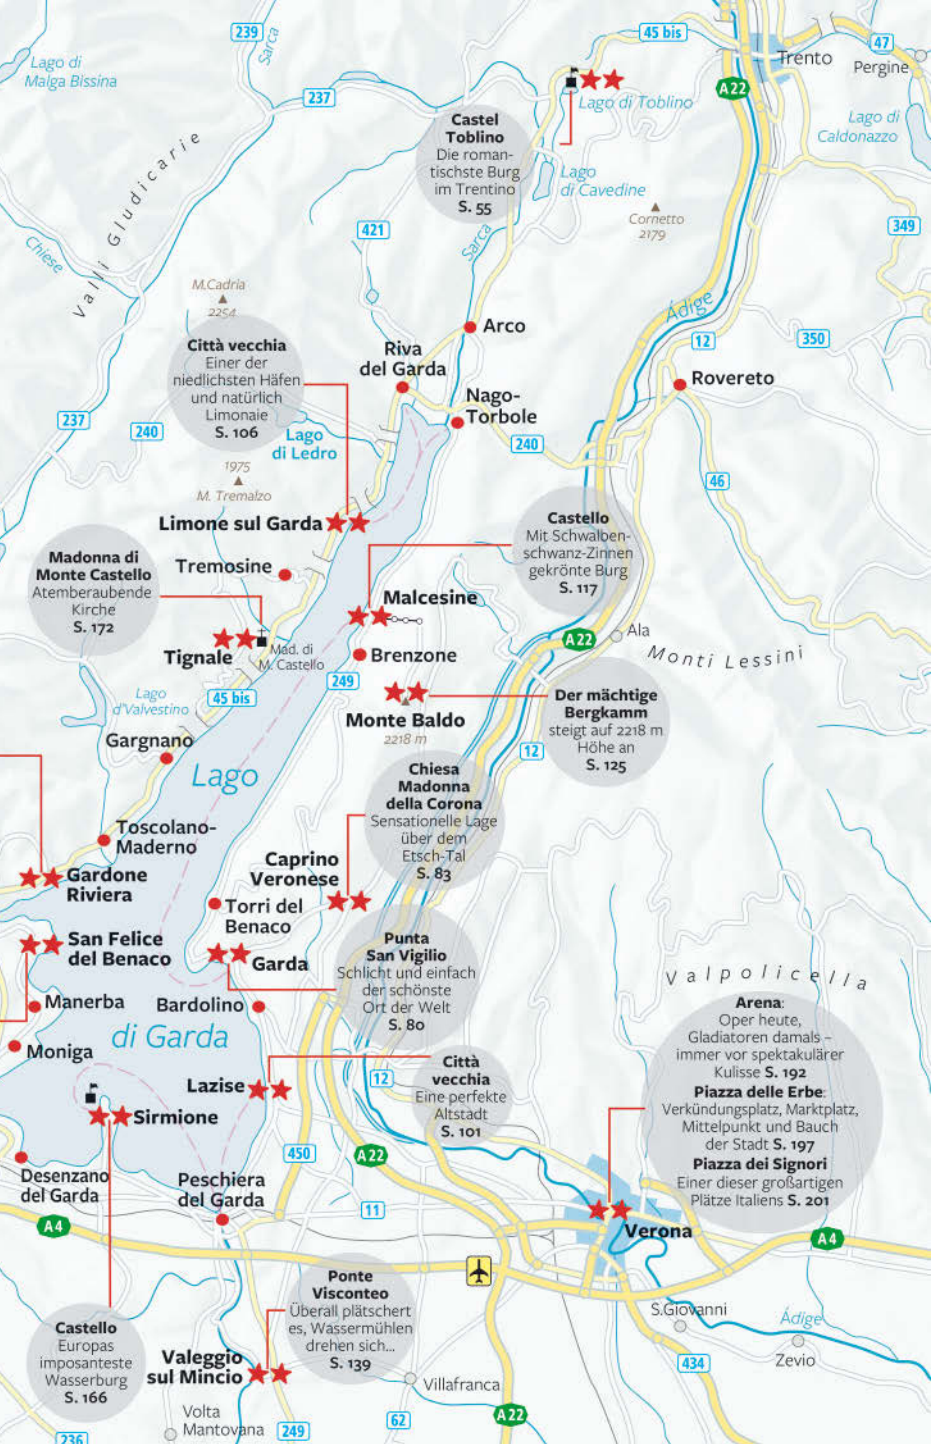 239
Sarca
45 bis
Lago di
Malga Bissina
Trento
47
Pergine
A22
237
Lago di Toblino
Castel
Toblino
Die roman-
tischste Burg
im Trentino
S. 55
Lago di
Caldonazzo
Lago
di Cavedine
Valli Giudicarie
Cornetto
2179
421
349
Sarca
Chiese
M.Cadria
2254
Ádige
Arco
12
350
Città vecchia
Einer der
niedlichsten Häfen
und natürlich
Limonaie
S. 106
Riva
del Garda
Rovereto
Nago-
Torbole
237
240
Lago
di Ledro
240
1975
M. Tremalzo
46
Limone sul Garda
Castello
Mit Schwalben-
schwanz-Zinnen
gekrönte Burg
S. 117
Madonna di
Monte Castello
Atemberaubende
Kirche
S. 172
Tremosine
Malcesine
A22
Ala
Tignale
Mad. di
M. Castello
Brenzone
Monti Lessini
249
45 bis
Lago
d'Valvestino
Monte Baldo
2218 m
Der mächtige
Bergkamm
steigt auf 2218 m
Höhe an
S. 125
Gargnano
12
Lago
Chiesa
Madonna
della Corona
Sensationelle Lage
über dem
Etsch-Tal
S. 83
Toscolano-
Maderno
Caprino
Veronese
Gardone
Riviera
Torri del
Benaco
San Felice
del Benaco
Garda
Punta
San Vigilio
Schlicht und einfach
der schönste
Ort der Welt
S. 80
Valpolicella
Manerba
Bardolino
Arena:
Oper heute,
Gladiatoren damals –
immer vor spektakulärer
Kulisse S. 192
Piazza delle Erbe:
Verkündungsplatz, Marktplatz,
Mittelpunkt und Bauch
der Stadt S. 197
Piazza dei Signori
Einer dieser großartigen
Plätze Italiens S. 201
di Garda
Moniga
Città
vecchia
Eine perfekte
Altstadt
S. 101
12
Lazise
Sirmione
450
A22
Desenzano
del Garda
Peschiera
del Garda
11
A4
Verona
A4
Ponte
Visconteo
Überall plätschert
es, Wassermühlen
drehen sich...
S. 139
S.Giovanni
Ádige
Castello
Europas
imposanteste
Wasserburg
S. 166
Valeggio
sul Mincio
Zevio
434
Villafranca
Volta
Mantovana
249
62
A22
236